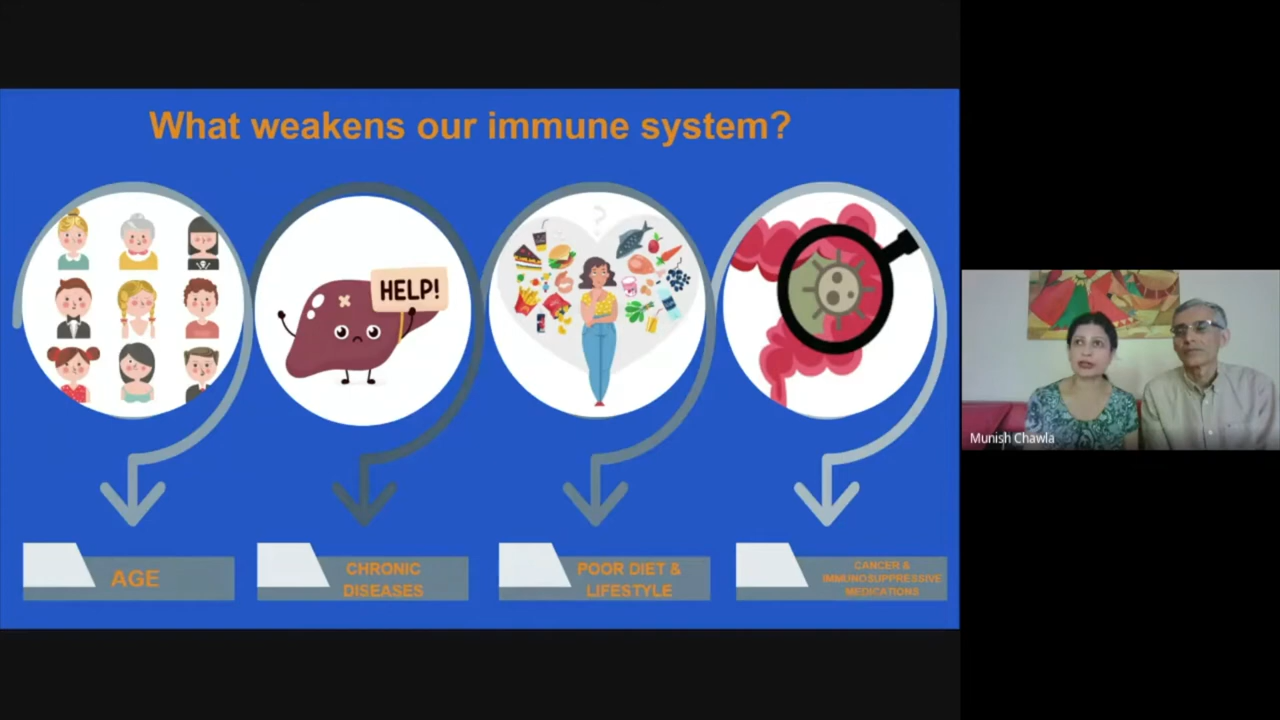 What weakens our immune system?
HELP!
AGE
CHRONIC
DISEASES
POOR DIET &
LIFESTYLE
CANCER &
IMMUNOSUPPRESSIVE
MEDICATIONS
Munish Chawla